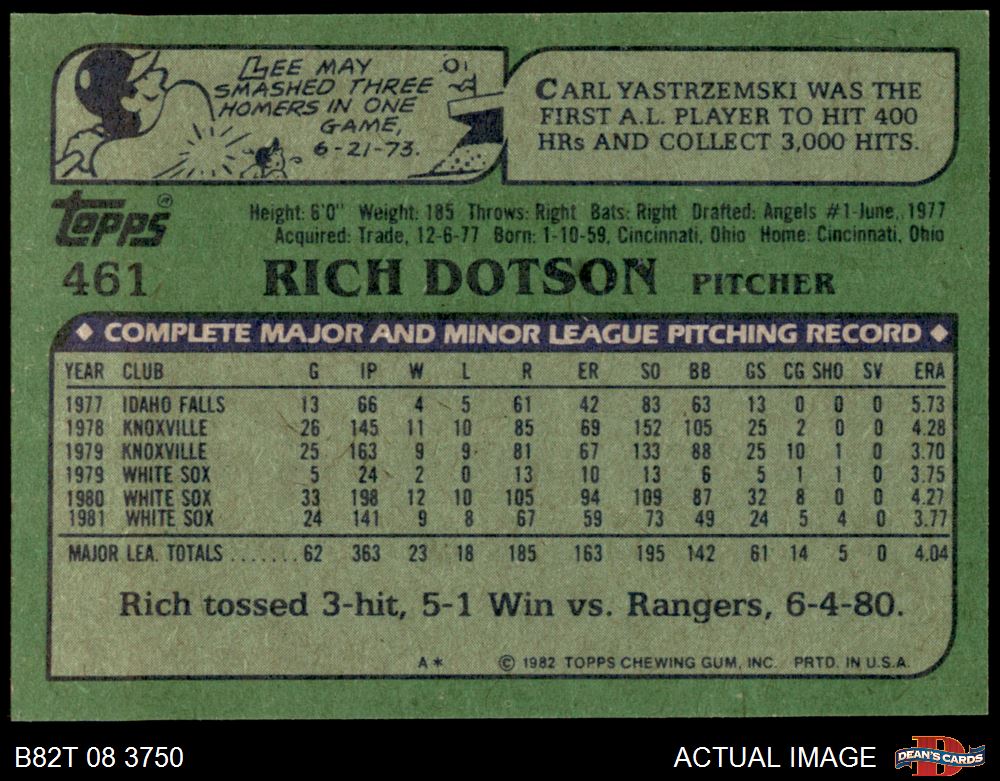 LEE MAY
SMASHED THREE
HOMERS IN ONE
GAME,
6-21-73.
CARL YASTRZEMSKI WAS THE
FIRST A.L. PLAYER TO HIT 400
HRs AND COLLECT 3,000 HITS.
Topps ®
Height: 6'0" Weight: 185 Throws: Right Bats: Right Drafted: Angels #1-June, 1977
Acquired: Trade, 12-6-77 Born: 1-10-59, Cincinnati, Ohio Home: Cincinnati, Ohio
461 RICH DOTSON PITCHER
◆ COMPLETE MAJOR AND MINOR LEAGUE PITCHING RECORD ◆
YEAR CLUB G IP W L R ER SO BB GS CG SHO SV ERA
1977 IDAHO FALLS 13 66 4 5 61 42 83 63 13 0 0 0 5.73
1978 KNOXVILLE 26 145 11 10 85 69 152 105 25 2 0 0 4.28
1979 KNOXVILLE 25 163 9 9 81 67 133 88 25 10 1 0 3.70
1979 WHITE SOX 5 24 2 0 13 10 13 6 5 1 1 0 3.75
1980 WHITE SOX 33 198 12 10 105 94 109 87 32 8 0 0 4.27
1981 WHITE SOX 24 141 9 8 67 59 73 49 24 5 4 0 3.77
MAJOR LEA. TOTALS ....... 62 363 23 18 185 163 195 142 61 14 5 0 4.04
Rich tossed 3-hit, 5-1 Win vs. Rangers, 6-4-80.
A* © 1982 TOPPS CHEWING GUM, INC. PRTD. IN U.S.A.
B82T 08 3750 ACTUAL IMAGE DEAN'S CARDS